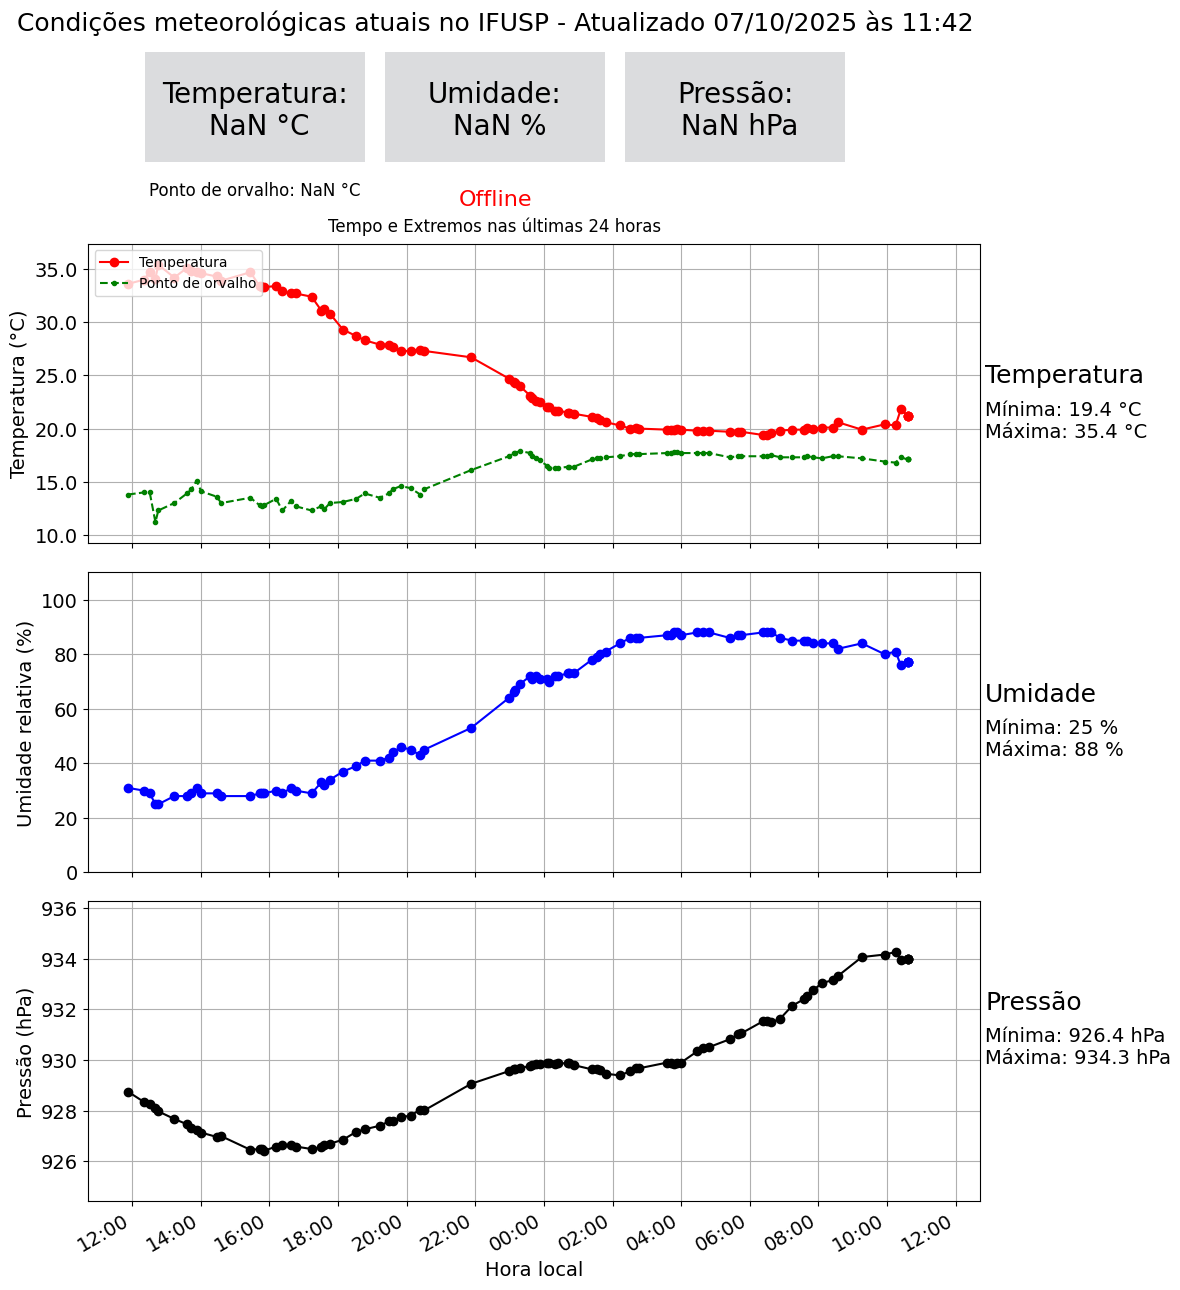 Condições meteorológicas atuais no IFUSP - Atualizado 07/10/2025 às 11:42
Temperatura:
NaN °C
Umidade:
NaN %
Pressão:
NaN hPa
Ponto de orvalho: NaN °C
Offline
Tempo e Extremos nas últimas 24 horas
Temperatura
Ponto de orvalho
Temperatura (°C)
35.0
30.0
25.0
20.0
15.0
10.0
Temperatura
Mínima: 19.4 °C
Máxima: 35.4 °C
Umidade relativa (%)
100
80
60
40
20
0
Umidade
Mínima: 25 %
Máxima: 88 %
Pressão (hPa)
936
934
932
930
928
926
Pressão
Mínima: 926.4 hPa
Máxima: 934.3 hPa
12:00 14:00 16:00 18:00 20:00 22:00 00:00 02:00 04:00 06:00 08:00 10:00 12:00
Hora local